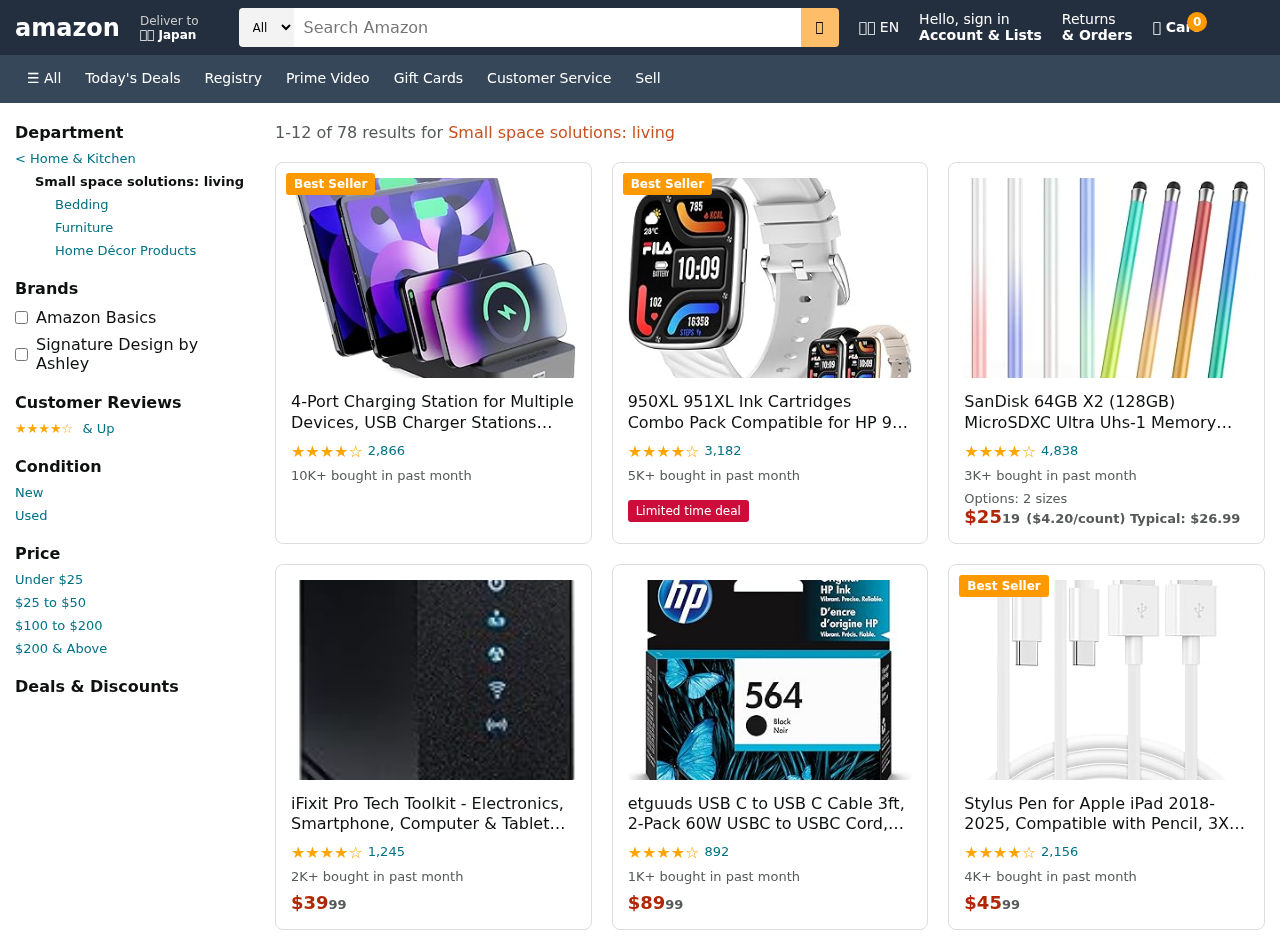 amazon
Deliver to
Japan
All
Search Amazon
EN
Hello, sign in
Account & Lists
Returns
& Orders
0
☰ All
Today's Deals
Registry
Prime Video
Gift Cards
Customer Service
Sell
Department
< Home & Kitchen
Small space solutions: living
Bedding
Furniture
Home Décor Products
Brands
Amazon Basics
Signature Design by
Ashley
Customer Reviews
★★★★☆ & Up
Condition
New
Used
Price
Under $25
$25 to $50
$100 to $200
$200 & Above
Deals & Discounts
1-12 of 78 results for Small space solutions: living
Best Seller
4-Port Charging Station for Multiple
Devices, USB Charger Stations...
★★★★☆ 2,866
10K+ bought in past month
Best Seller
785
KCAL
28°C
FILA
BATTERY
10:09
102
16358
STEPS
10:09
10:09
950XL 951XL Ink Cartridges
Combo Pack Compatible for HP 9...
★★★★☆ 3,182
5K+ bought in past month
Limited time deal
SanDisk 64GB X2 (128GB)
MicroSDXC Ultra Uhs-1 Memory...
★★★★☆ 4,838
3K+ bought in past month
Options: 2 sizes
$25 19 ($4.20/count) Typical: $26.99
iFixit Pro Tech Toolkit - Electronics,
Smartphone, Computer & Tablet...
★★★★☆ 1,245
2K+ bought in past month
$39 99
hp
HP Ink
Vibrant. Precise. Reliable.
D'encre
d'origine HP
Vibrant. Précis. Fiable.
564
Black
Noir
etguuds USB C to USB C Cable 3ft,
2-Pack 60W USBC to USBC Cord,...
★★★★☆ 892
1K+ bought in past month
$89 99
Best Seller
Stylus Pen for Apple iPad 2018-
2025, Compatible with Pencil, 3X...
★★★★☆ 2,156
4K+ bought in past month
$45 99